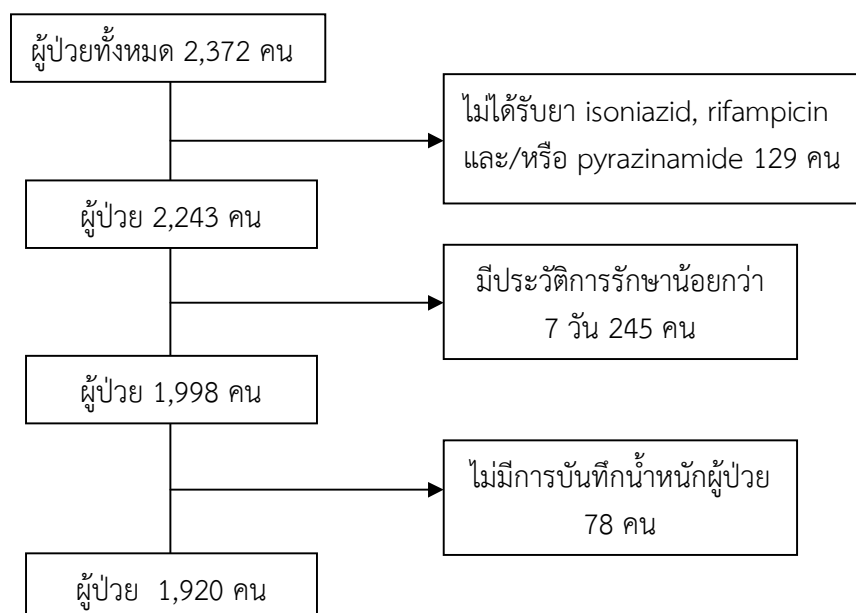 ผู้ป่วยทั้งหมด 2,372 คน
ไม่ได้รับยา isoniazid, rifampicin
และ/หรือ pyrazinamide 129 คน
ผู้ป่วย 2,243 คน
มีประวัติการรักษาน้อยกว่า
7 วัน 245 คน
ผู้ป่วย 1,998 คน
ไม่มีการบันทึกน้ำหนักผู้ป่วย
78 คน
ผู้ป่วย 1,920 คน